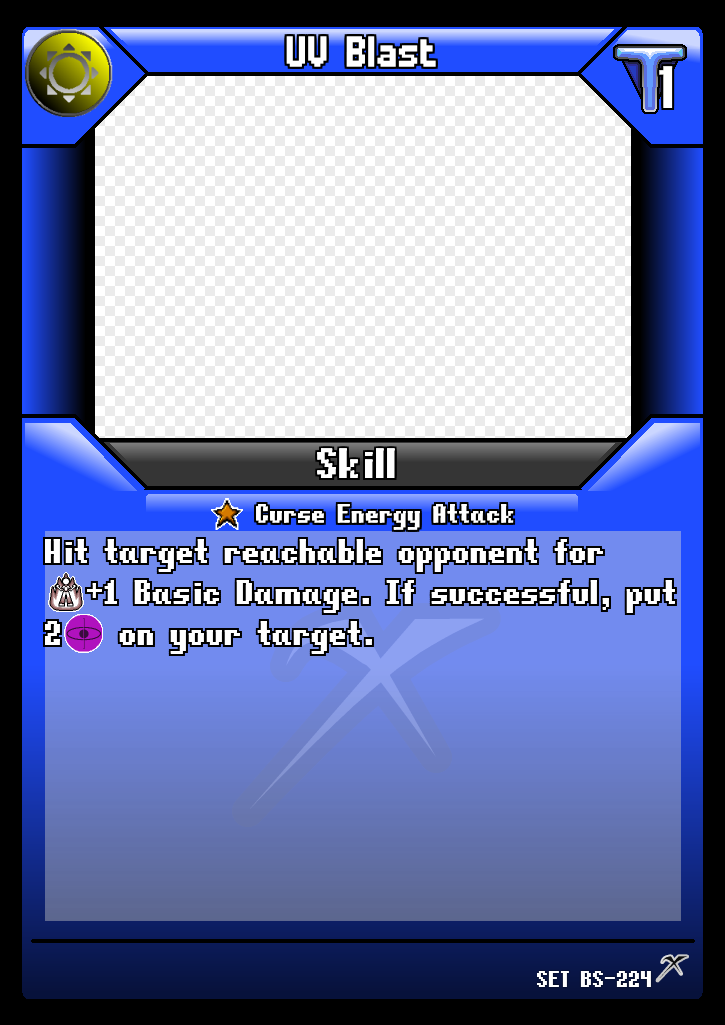 UV Blast
1
Skill
Curse Energy Attack
Hit target reachable opponent for
+1 Basic Damage. If successful, put
2 on your target.
SET BS-224